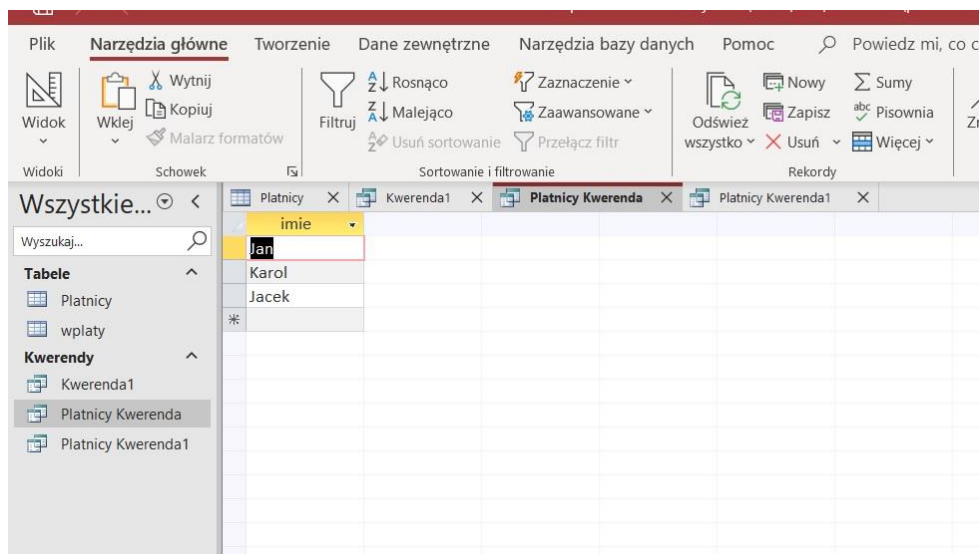 Plik Narzędzia główne Tworzenie Dane zewnętrzne Narzędzia bazy danych Pomoc Powiedz mi, co c
Widok
Widoki
Wklej
Wytnij
Kopiuj
Malarz formatów
Schowek
Filtruj
Rosnąco
Malejąco
Usuń sortowanie
Zaznaczenie
Zaawansowane
Przełącz filtr
Sortowanie i filtrowanie
Odśwież
wszystko
Nowy
Zapisz
Usuń
Sumy
Pisownia
Więcej
Rekordy
Wszystkie...
Wyszukaj...
Tabele
Platnicy
wplaty
Kwerendy
Kwerenda1
Platnicy Kwerenda
Platnicy Kwerenda1
Platnicy Kwerenda1 Platnicy Kwerenda Platnicy Kwerenda1
imie
Jan
Karol
Jacek